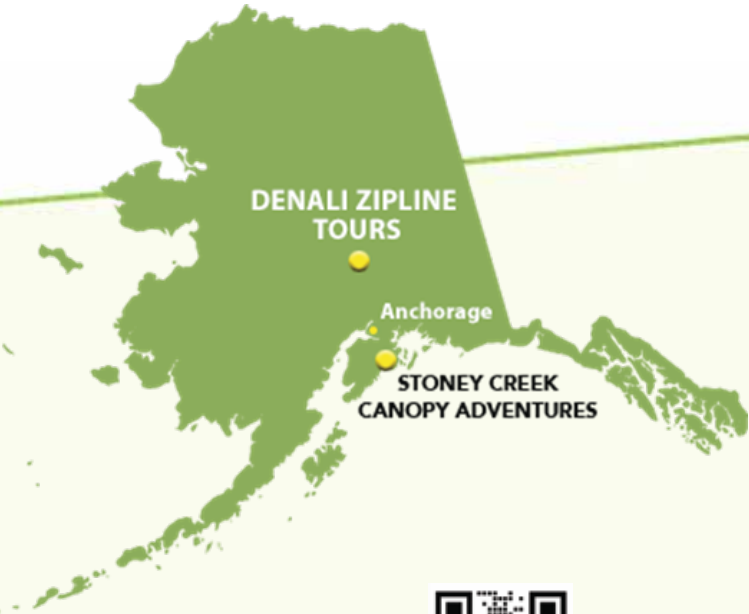 DENALI ZIPLINE
TOURS
Anchorage
STONEY CREEK
CANOPY ADVENTURES